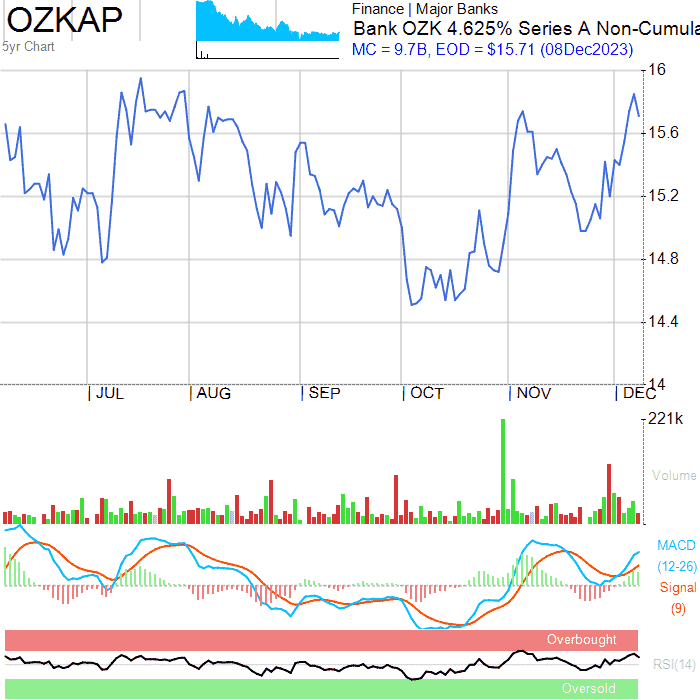 OZKAP
5yr Chart
Finance | Major Banks
Bank OZK 4.625% Series A Non-Cumula
MC = 9.7B, EOD = $15.71 (08Dec2023)
16
15.6
15.2
14.8
14.4
14
JUL AUG SEP OCT NOV DEC
221k
Volume
MACD
(12-26)
Signal
(9)
Overbought
RSI(14)
Oversold